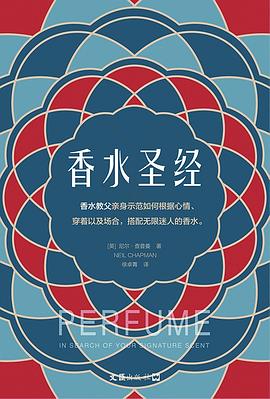 香水圣经
香水教父亲身示范如何根据心情、
穿着以及场合，搭配无限迷人的香水。
[英] 尼尔·查普曼 著
NEIL CHAPMAN
徐卓菁 译
PERFUME
IN SEARCH OF YOUR SIGNATURE SCENT
文汇出版社